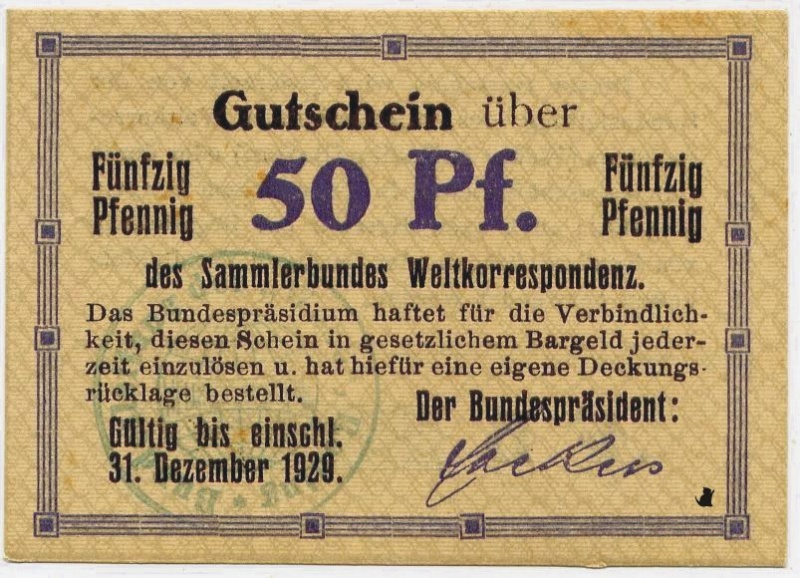 Gutschein über
Fünfzig Pfennig
50 Pf.
Fünfzig Pfennig
des Sammlerbundes Weltkorrespondenz.
Das Bundespräsidium haftet für die Verbindlich-
keit, diesen Schein in gesetzlichem Bargeld jeder-
zeit einzulösen u. hat hiefür eine eigene Deckungs-
rücklage bestellt.
Der Bundespräsident:
Gültig bis einschl.
31. Dezember 1929.